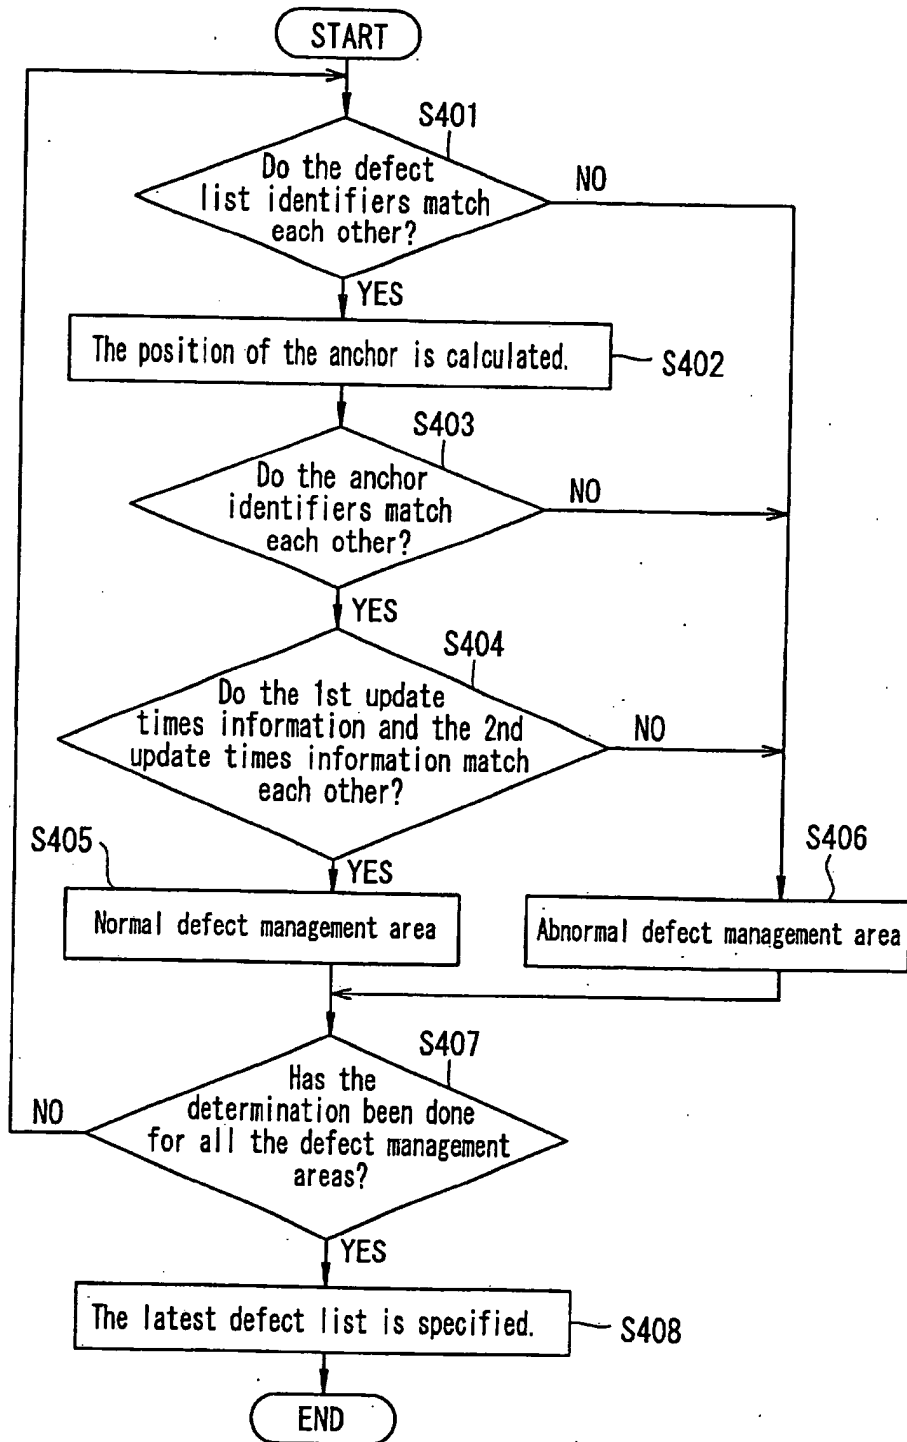 START
S401
Do the defect
list identifiers match
each other?
NO
YES
The position of the anchor is calculated.
S402
S403
Do the anchor
identifiers match
each other?
NO
YES
S404
Do the 1st update
times information and the 2nd
update times information match
each other?
NO
S405
YES
S406
Normal defect management area
Abnormal defect management area
S407
Has the
determination been done
for all the defect management
areas?
NO
YES
The latest defect list is specified.
S408
END